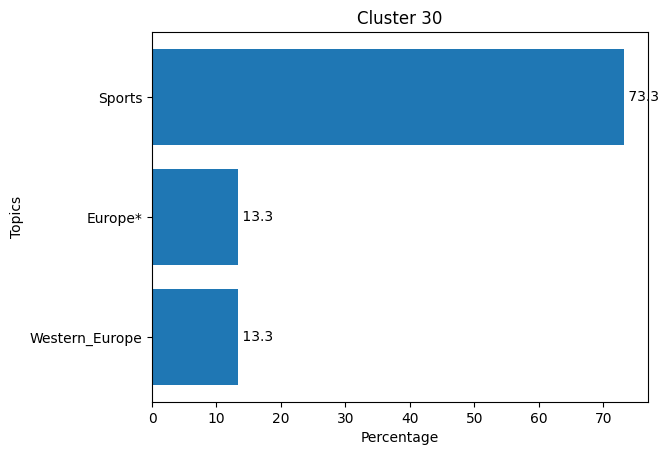 Cluster 30
Topics
Sports
73.3
Europe*
13.3
Western_Europe
13.3
0 10 20 30 40 50 60 70
Percentage